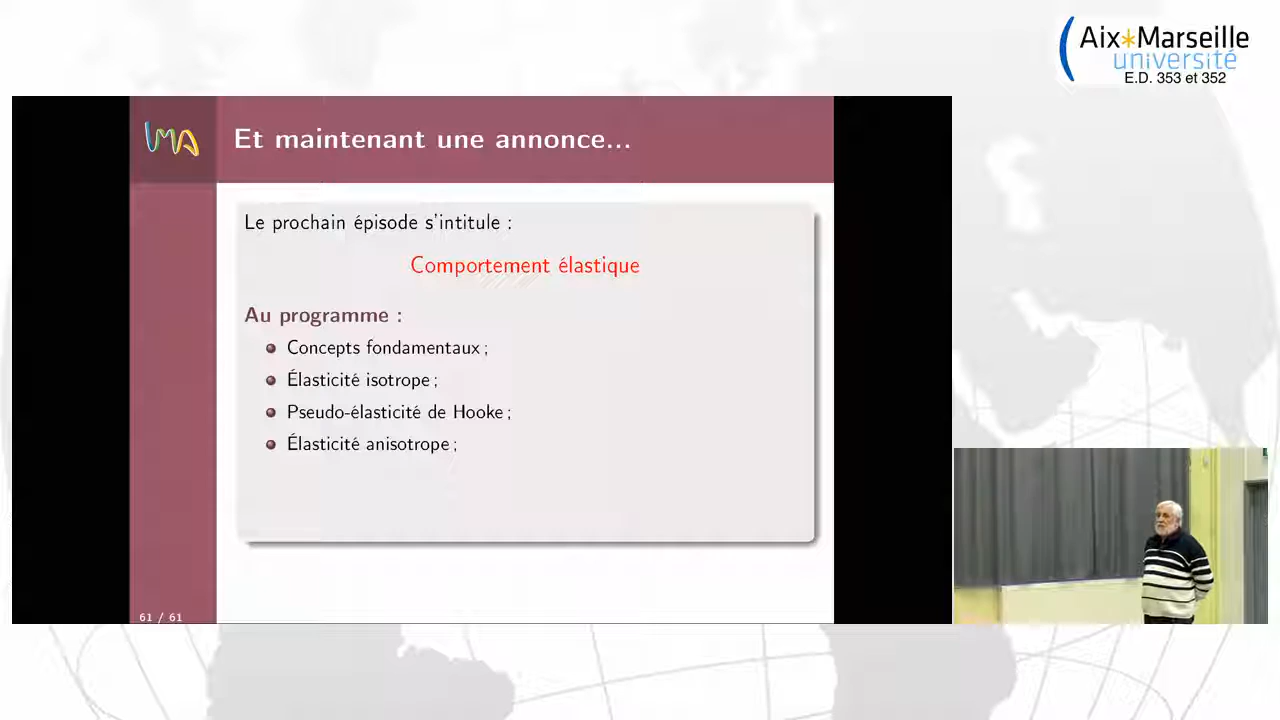 Aix*Marseille
université
E.D. 353 et 352
LMA
Et maintenant une annonce...
Le prochain épisode s'intitule :
Comportement élastique
Au programme :
Concepts fondamentaux ;
Élasticité isotrope ;
Pseudo-élasticité de Hooke ;
Élasticité anisotrope ;
61 / 61